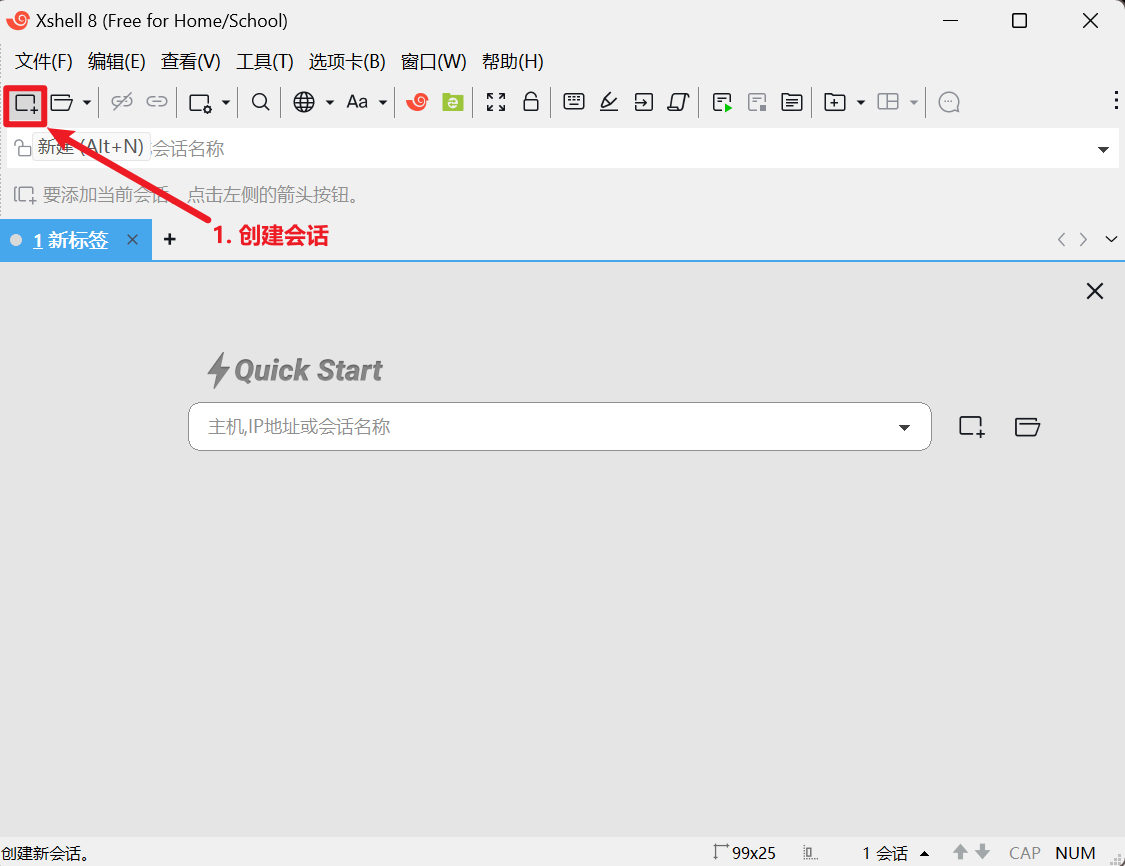 Xshell 8 (Free for Home/School)
文件(F) 编辑(E) 查看(V) 工具(T) 选项卡(B) 窗口(W) 帮助(H)
Aa
新建 (Alt+N) 会话名称
要添加当前会话，点击左侧的箭头按钮。
1 新标签
1. 创建会话
Quick Start
主机,IP地址或会话名称
创建新会话。 99x25 1 会话 CAP NUM